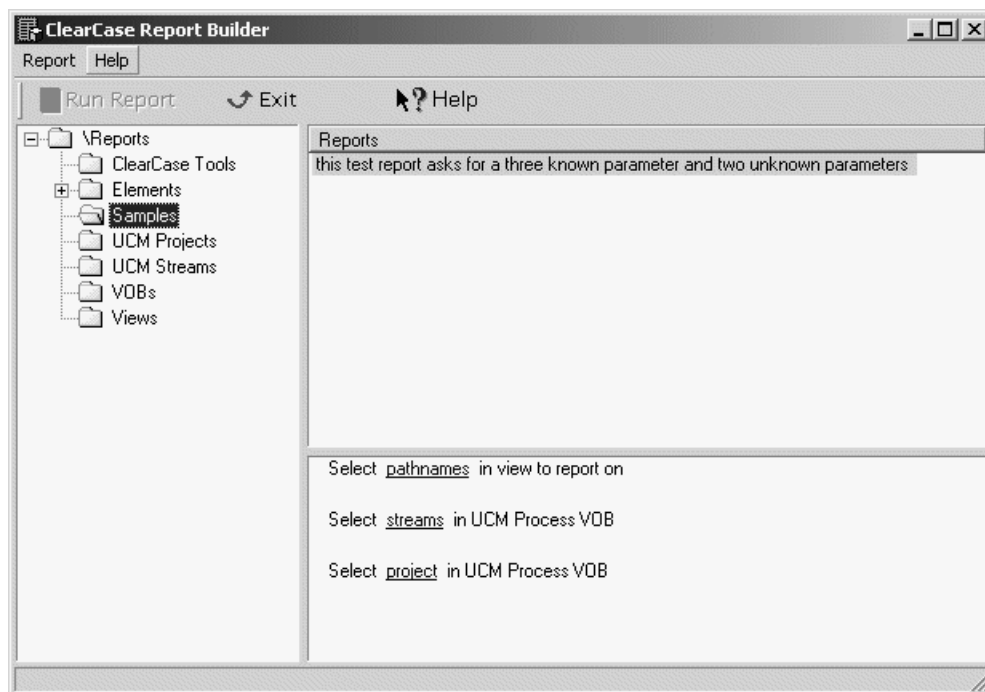 ClearCase Report Builder
Report Help
Run Report Exit Help
\Reports
ClearCase Tools
Elements
Samples
UCM Projects
UCM Streams
VOBs
Views
Reports
this test report asks for a three known parameter and two unknown parameters
Select pathnames in view to report on
Select streams in UCM Process VOB
Select project in UCM Process VOB